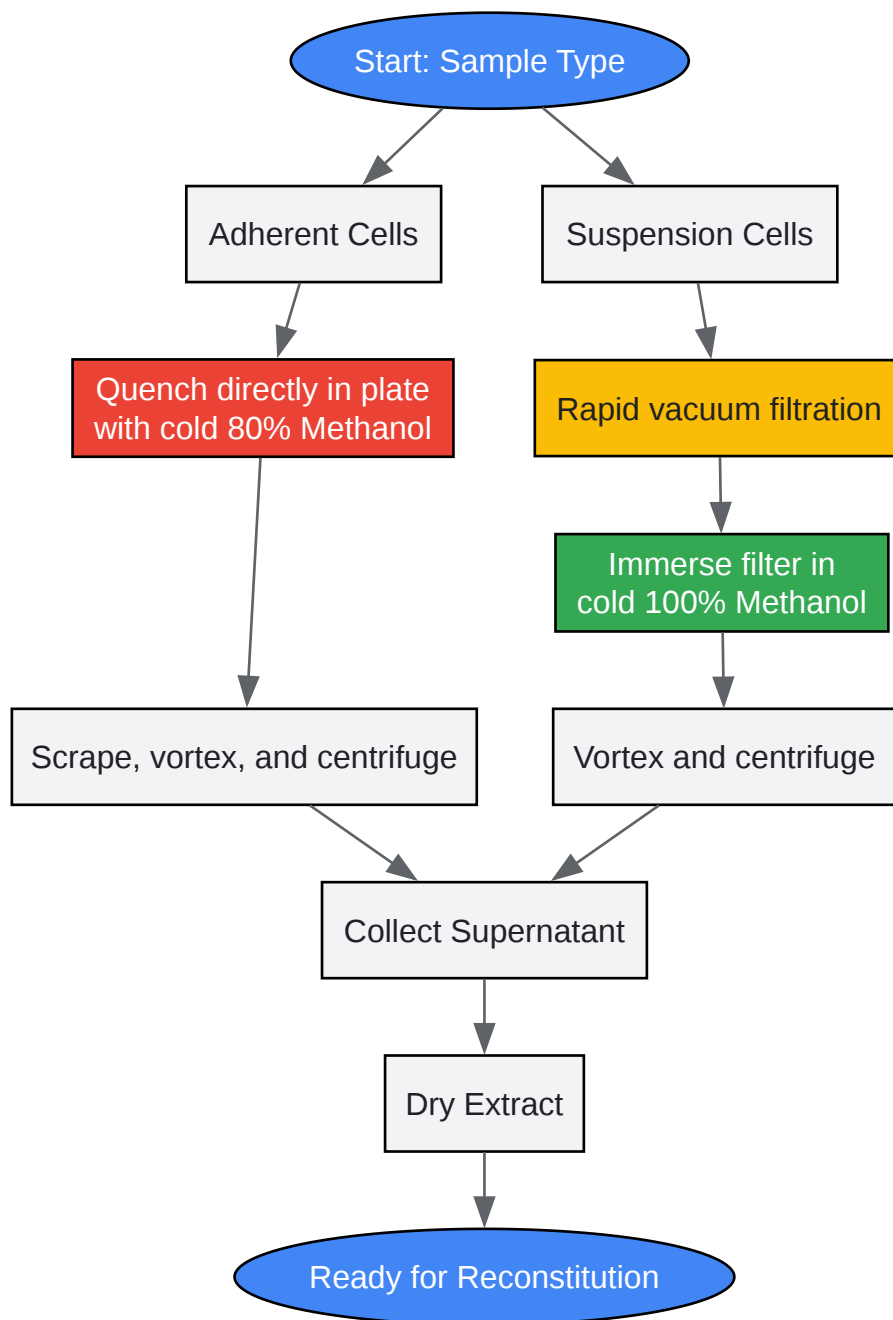 Start: Sample Type
Adherent Cells
Suspension Cells
Quench directly in plate
with cold 80% Methanol
Rapid vacuum filtration
Immerse filter in
cold 100% Methanol
Scrape, vortex, and centrifuge
Vortex and centrifuge
Collect Supernatant
Dry Extract
Ready for Reconstitution